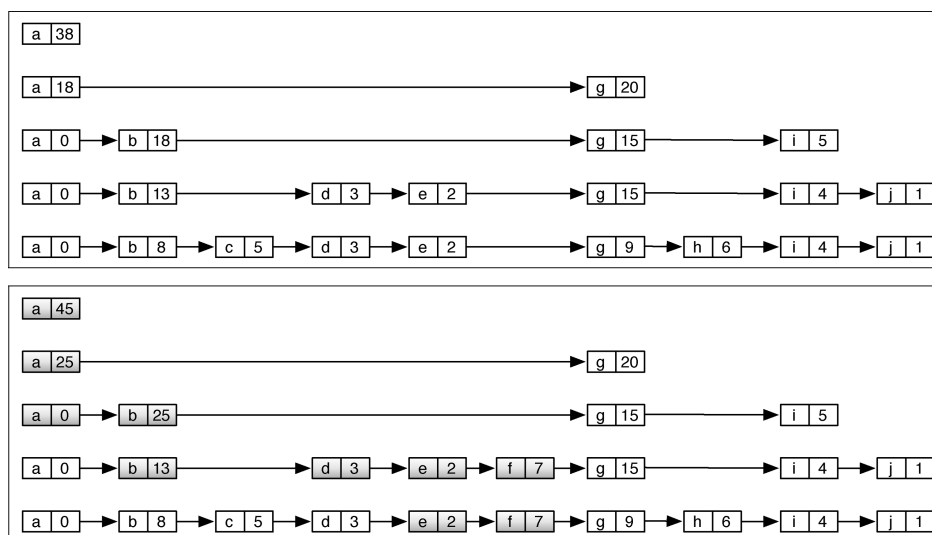 a 38
a 18 g 20
a 0 b 18 g 15 i 5
a 0 b 13 d 3 e 2 g 15 i 4 j 1
a 0 b 8 c 5 d 3 e 2 g 9 h 6 i 4 j 1
a 45
a 25 g 20
a 0 b 25 g 15 i 5
a 0 b 13 d 3 e 2 f 7 g 15 i 4 j 1
a 0 b 8 c 5 d 3 e 2 f 7 g 9 h 6 i 4 j 1